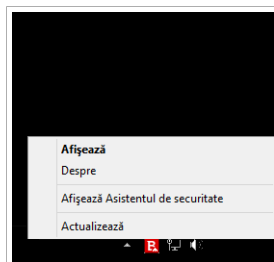 Afişează
Despre
Afişează Asistentul de securitate
Actualizează
B